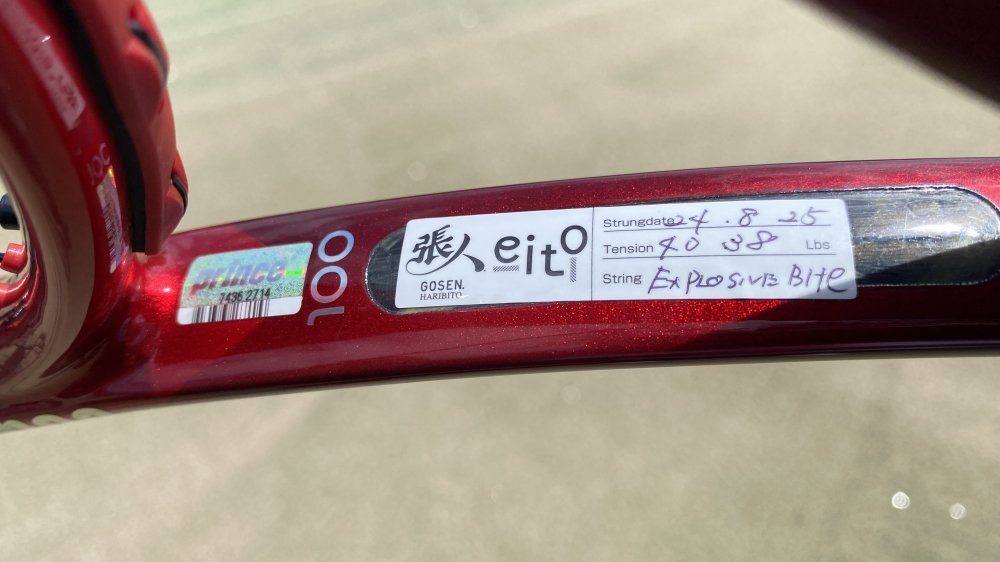 prince
7436 2714
100
張人
GOSEN.
HARIBITO
eito
Strungdate 24.8 25
Tension 40 38 Lbs
String EXPLOSIVE BITE